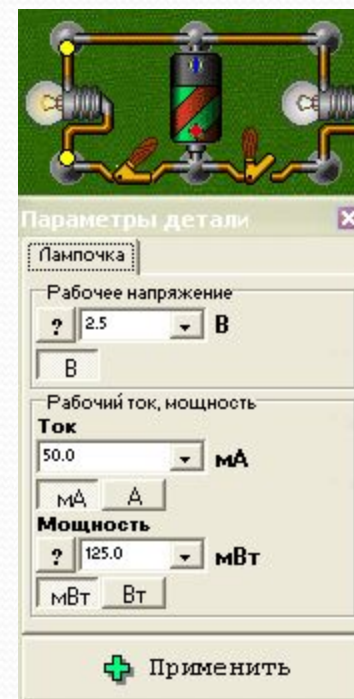 Параметры детали
Лампочка
Рабочее напряжение
? 2.5 В
В
Рабочий ток, мощность
Ток
50.0 мА
мА А
Мощность
? 125.0 мВт
мВт Вт
Применить